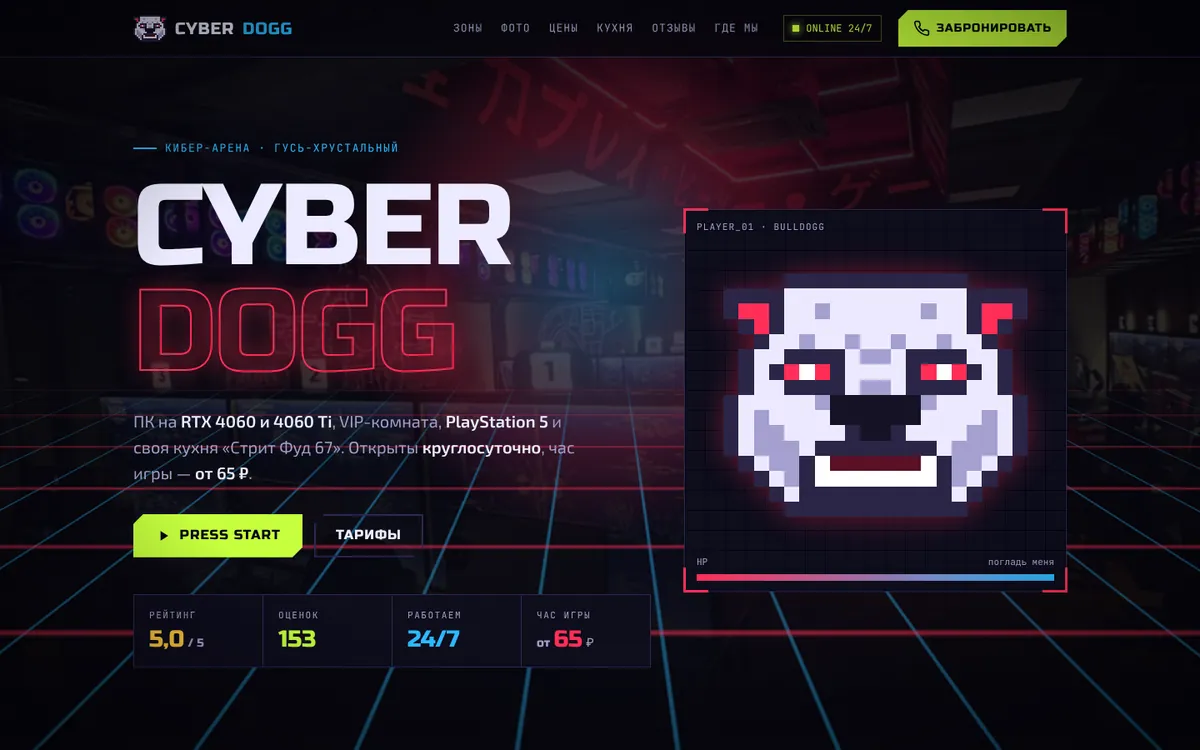 CYBER DOGG
ЗОНЫ ФОТО ЦЕНЫ КУХНЯ ОТЗЫВЫ ГДЕ МЫ
ONLINE 24/7
ЗАБРОНИРОВАТЬ
КИБЕР-АРЕНА · ГУСЬ-ХРУСТАЛЬНЫЙ
CYBER
DOGG
ПК на RTX 4060 и 4060 Ti, VIP-комната, PlayStation 5 и
своя кухня «Стрит Фуд 67». Открыты круглосуточно, час
игры — от 65 ₽.
PRESS START
ТАРИФЫ
РЕЙТИНГ
5,0 / 5
ОЦЕНОК
153
РАБОТАЕМ
24/7
ЧАС ИГРЫ
от 65 ₽
PLAYER_01 · BULLDOGG
HP
погладь меня